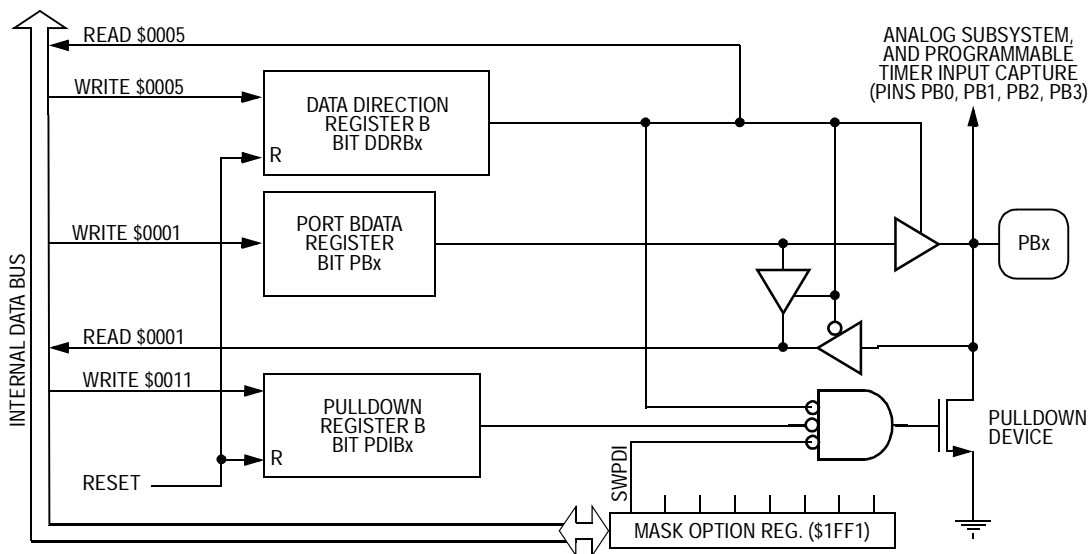 READ $0005
ANALOG SUBSYSTEM,
AND PROGRAMMABLE
TIMER INPUT CAPTURE
(PINS PB0, PB1, PB2, PB3)
WRITE $0005
DATA DIRECTION
REGISTER B
BIT DDRBx
R
WRITE $0001
PORT BDATA
REGISTER
BIT PBx
PBx
INTERNAL DATA BUS
READ $0001
WRITE $0011
PULLDOWN
REGISTER B
BIT PDIBx
R
PULLDOWN
DEVICE
RESET
SWPDI
MASK OPTION REG. ($1FF1)